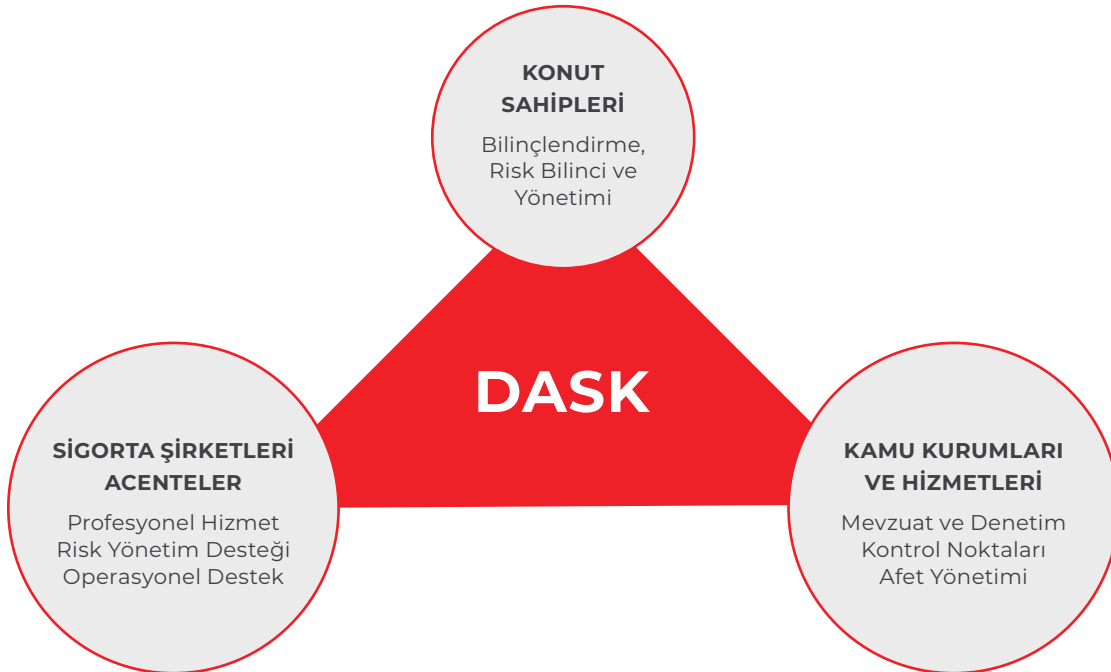 KONUT
SAHİPLERİ
Bilinçlendirme,
Risk Bilinci ve
Yönetimi
DASK
SİGORTA ŞİRKETLERİ
ACENTELER
Profesyonel Hizmet
Risk Yönetim Desteği
Operasyonel Destek
KAMU KURUMLARI
VE HİZMETLERİ
Mevzuat ve Denetim
Kontrol Noktaları
Afet Yönetimi